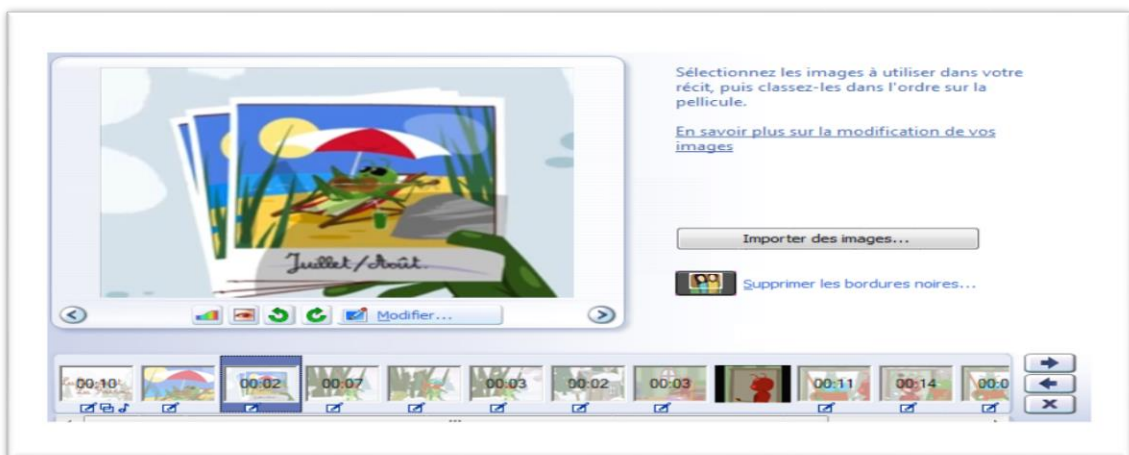 Sélectionnez les images à utiliser dans votre
récit, puis classez-les dans l'ordre sur la
pellicule.
En savoir plus sur la modification de vos
images
Importer des images...
Supprimer les bordures noires...
Juillet/Août.
Modifier...
00:10
00:02
00:07
00:03
00:02
00:03
00:11
00:14
00:0